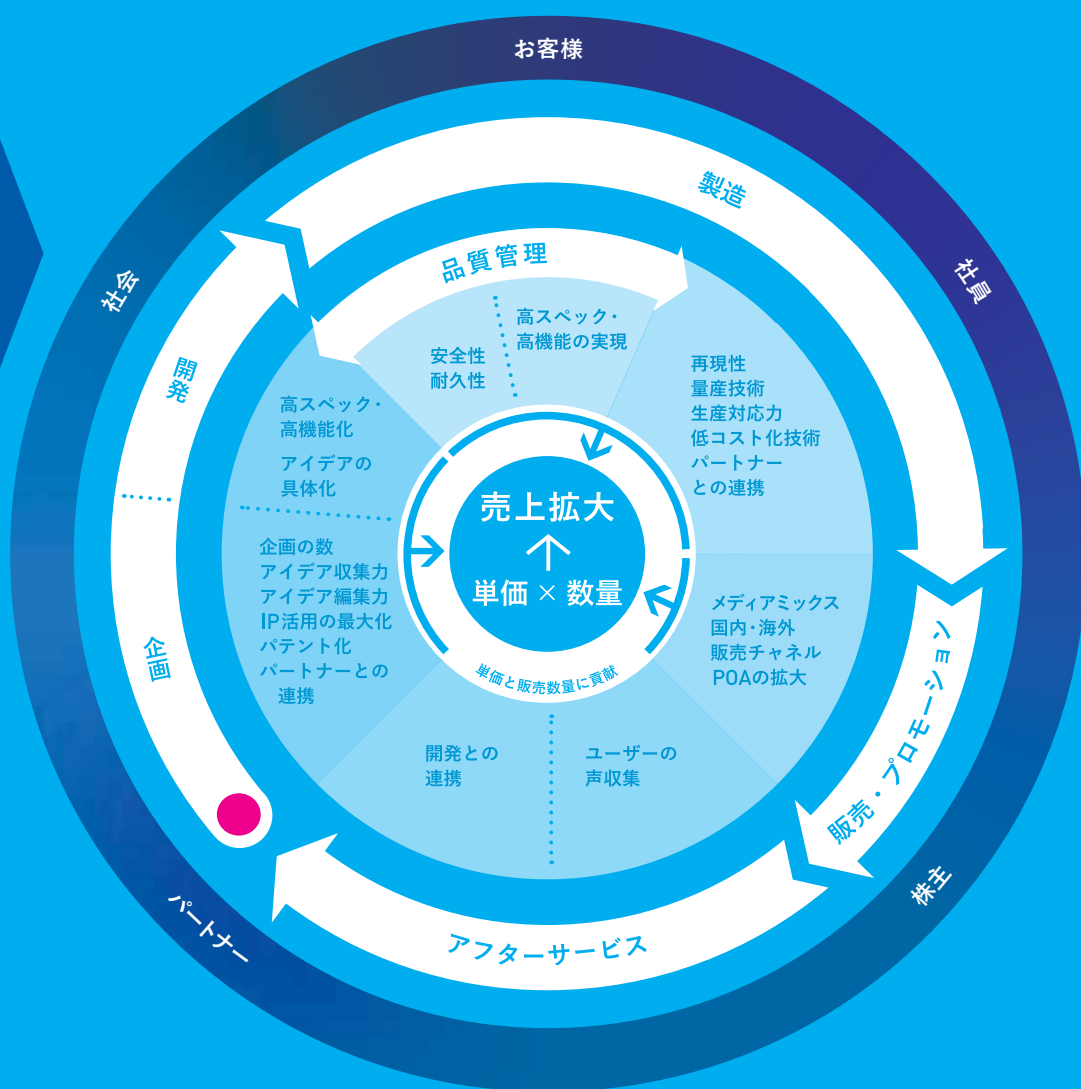 お客様
製造
社員
社会
品質管理
高スペック・
高機能の実現
安全性
耐久性
再現性
量産技術
生産対応力
低コスト化技術
パートナー
との連携
開発
高スペック・
高機能化
アイデアの
具体化
売上拡大
単価 × 数量
単価と販売数量に貢献
企画
企画の数
アイデア収集力
アイデア編集力
IP活用の最大化
パテント化
パートナーとの
連携
メディアミックス
国内・海外
販売チャネル
POAの拡大
販売・プロモーション
開発との
連携
ユーザーの
声収集
アフターサービス
パートナー
株主